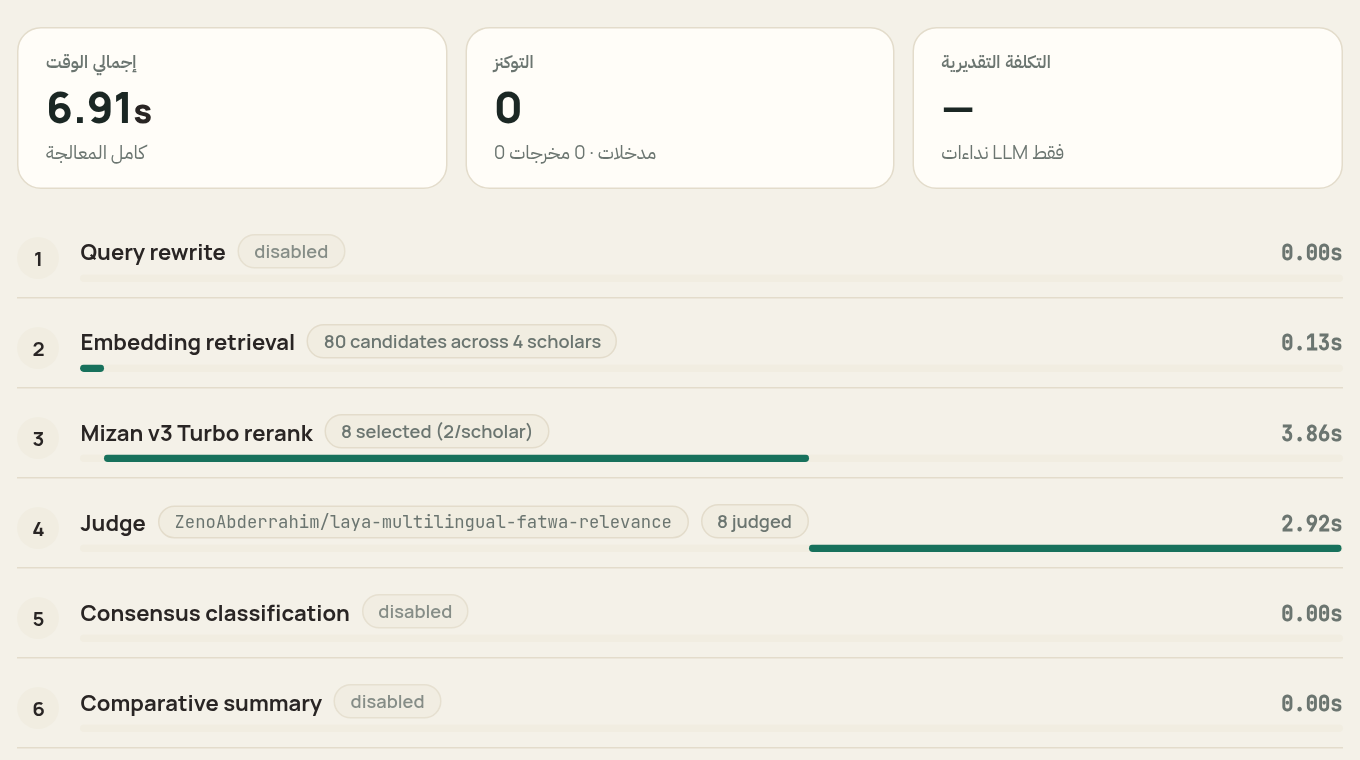 إجمالي الوقت
6.91s
كامل المعالجة
التوكنز
0
0 مدخلات · 0 مخرجات
التكلفة التقديرية
—
نداءات LLM فقط
1 Query rewrite disabled 0.00s
2 Embedding retrieval 80 candidates across 4 scholars 0.13s
3 Mizan v3 Turbo rerank 8 selected (2/scholar) 3.86s
4 Judge ZenoAbderrahim/laya-multilingual-fatwa-relevance 8 judged 2.92s
5 Consensus classification disabled 0.00s
6 Comparative summary disabled 0.00s